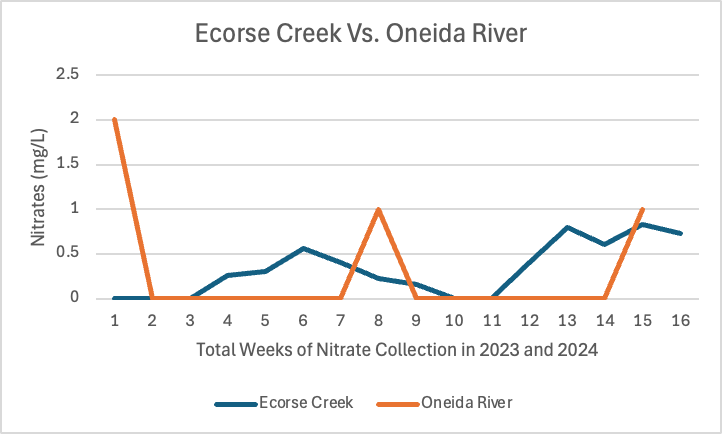 Ecorse Creek Vs. Oneida River
2.5
2
1.5
1
0.5
0
Nitrates (mg/L)
1 2 3 4 5 6 7 8 9 10 11 12 13 14 15 16
Total Weeks of Nitrate Collection in 2023 and 2024
Ecorse Creek Oneida River